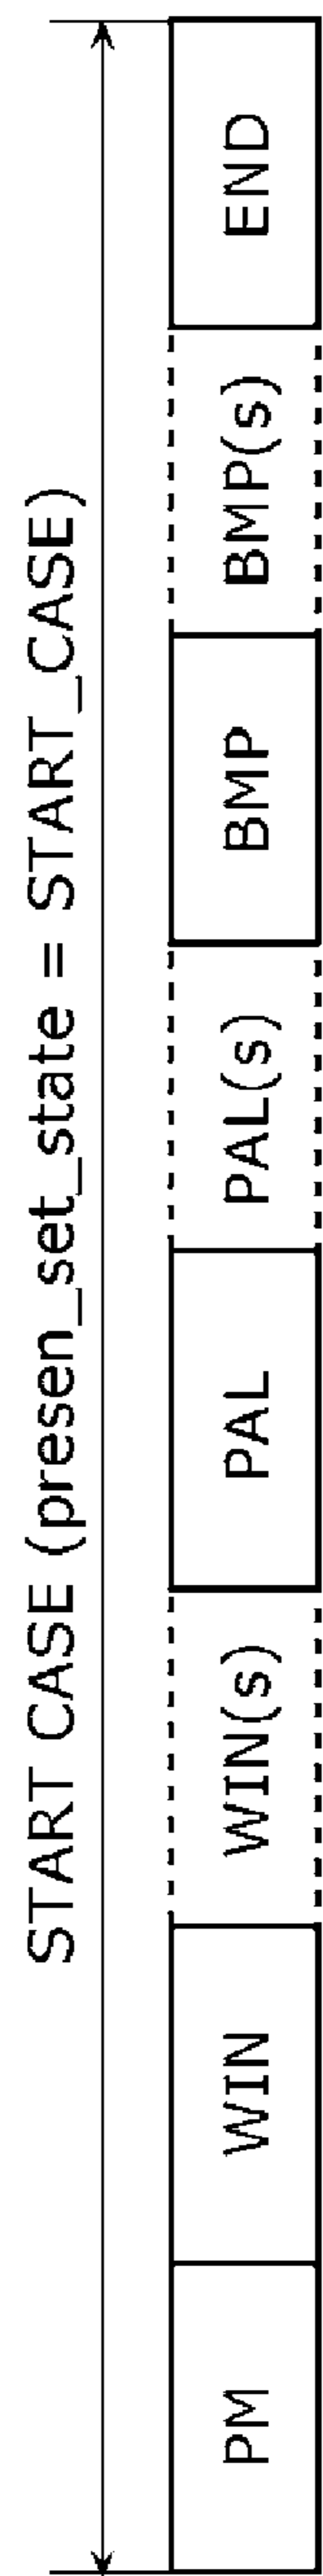 START CASE (presen_set_state = START_CASE)
PM
WIN
WIN(s)
PAL
PAL(s)
BMP
BMP(s)
END